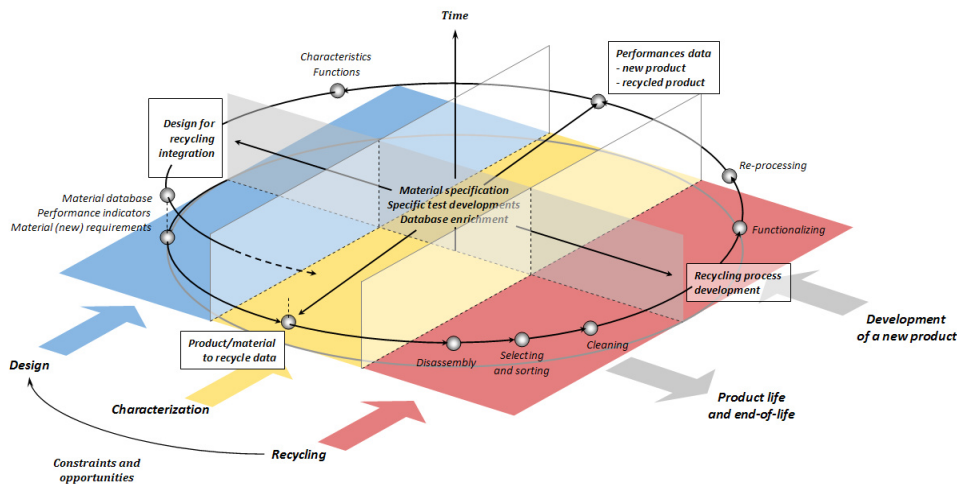 Time
Characteristics
Functions
Performances data
- new product
- recycled product
Design for
recycling
integration
Re-processing
Material specification
Specific test developments
Database enrichment
Material database
Performance indicators
Material (new) requirements
Functionalizing
Recycling process
development
Product/material
to recycle data
Disassembly
Selecting
and sorting
Cleaning
Development
of a new product
Design
Characterization
Product life
and end-of-life
Recycling
Constraints and
opportunities